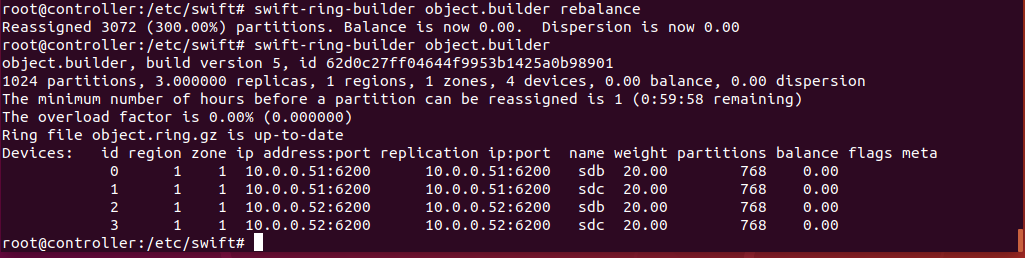 root@controller:/etc/swift# swift-ring-builder object.builder rebalance
Reassigned 3072 (300.00%) partitions. Balance is now 0.00.  Dispersion is now 0.00
root@controller:/etc/swift# swift-ring-builder object.builder
object.builder, build version 5, id 62d0c27ff04644f9953b1425a0b98901
1024 partitions, 3.000000 replicas, 1 regions, 1 zones, 4 devices, 0.00 balance, 0.00 dispersion
The minimum number of hours before a partition can be reassigned is 1 (0:59:58 remaining)
The overload factor is 0.00% (0.000000)
Ring file object.ring.gz is up-to-date
Devices:   id region zone ip address:port replication ip:port  name weight partitions balance flags meta
            0      1    1 10.0.0.51:6200      10.0.0.51:6200   sdb  20.00        768    0.00
            1      1    1 10.0.0.51:6200      10.0.0.51:6200   sdc  20.00        768    0.00
            2      1    1 10.0.0.52:6200      10.0.0.52:6200   sdb  20.00        768    0.00
            3      1    1 10.0.0.52:6200      10.0.0.52:6200   sdc  20.00        768    0.00
root@controller:/etc/swift#